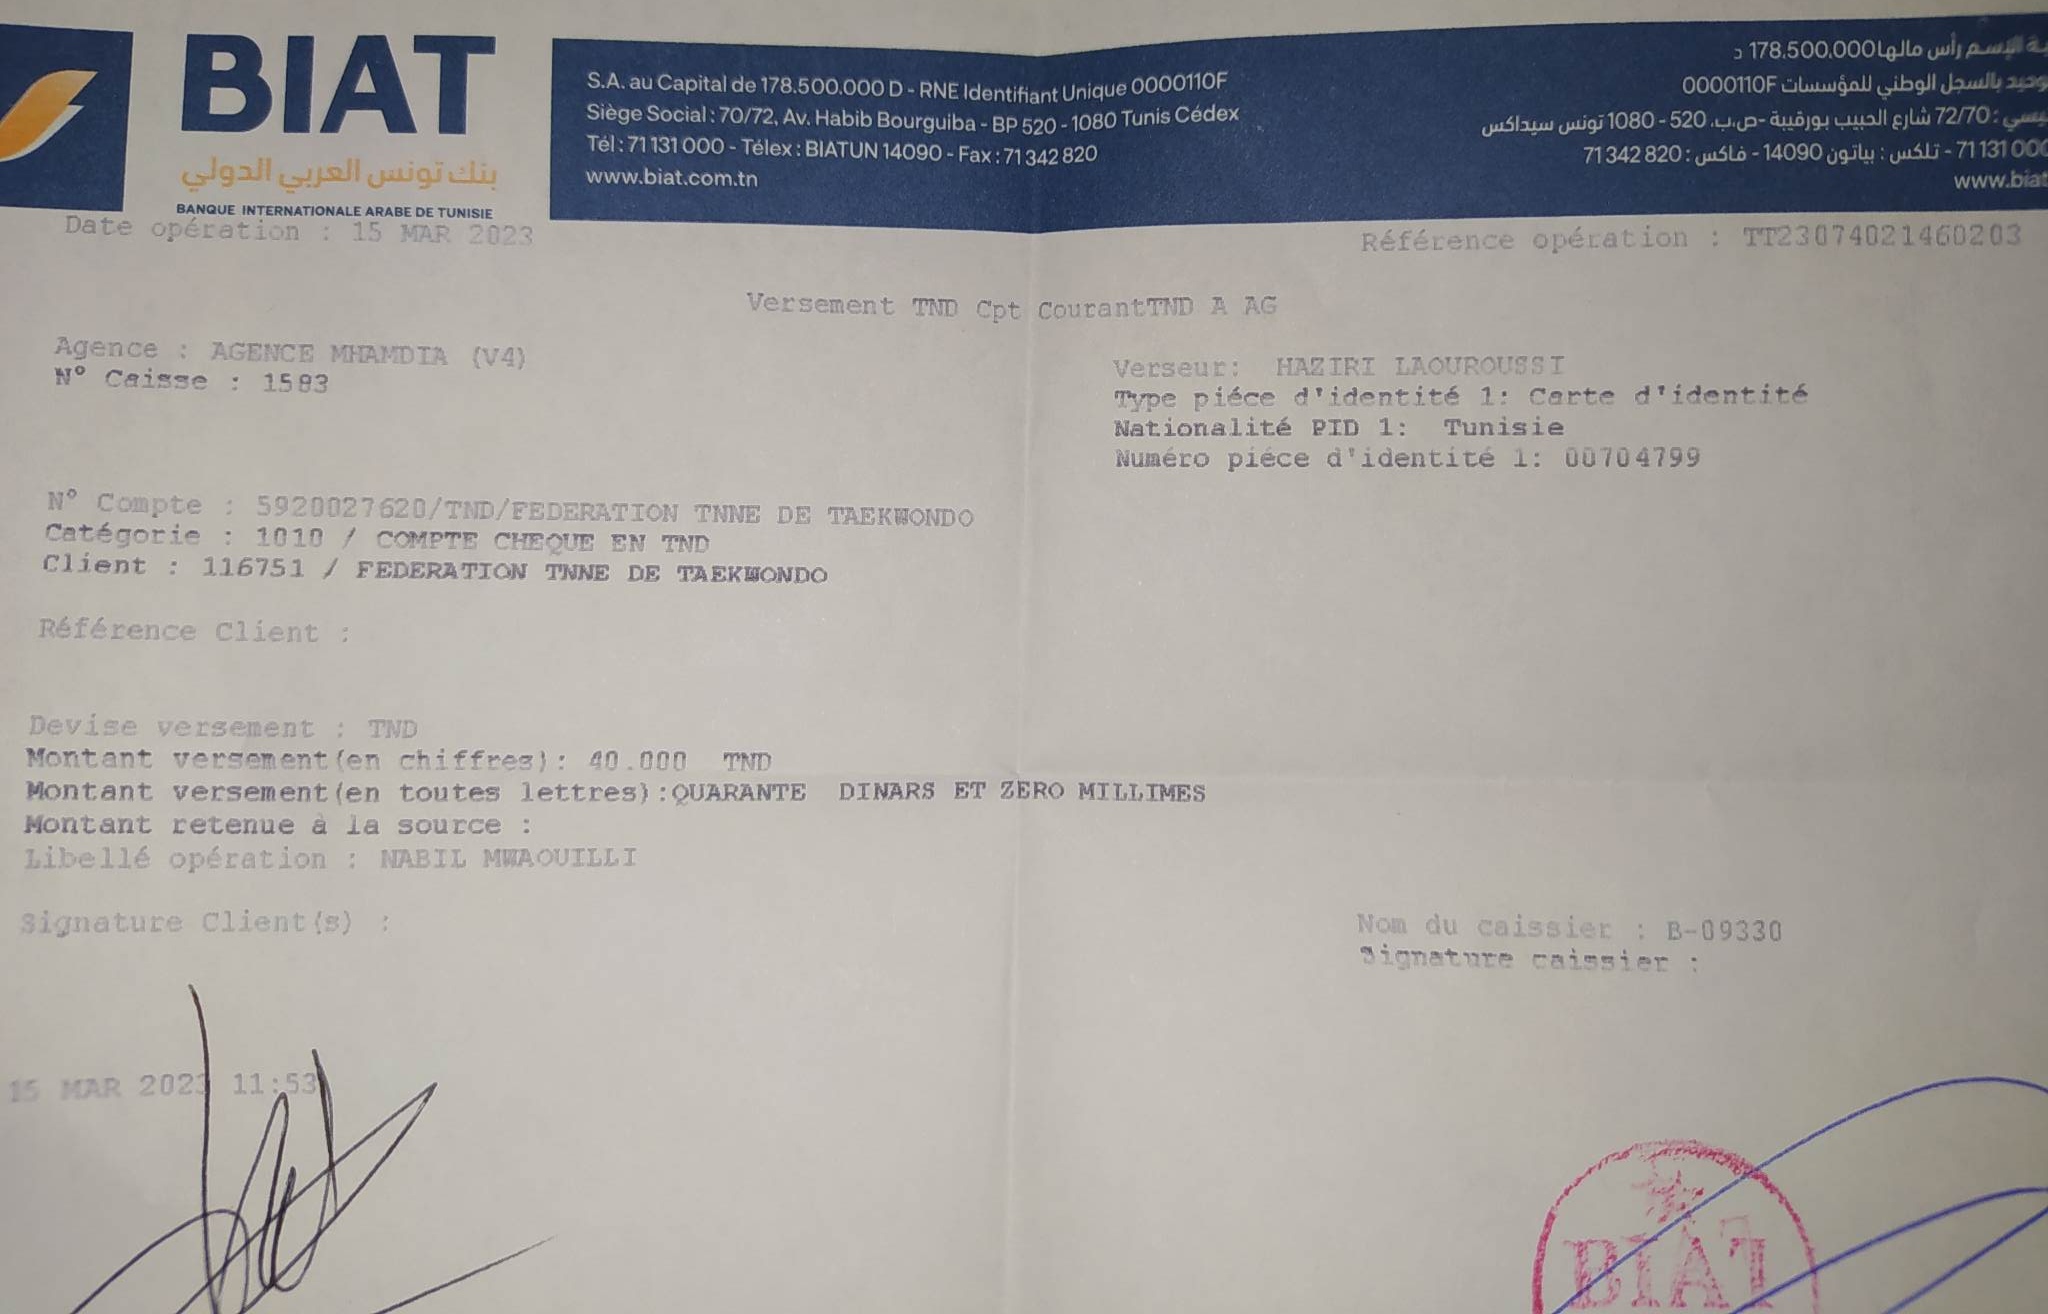 BIAT
بنك تونس العربي الدولي
BANQUE INTERNATIONALE ARABE DE TUNISIE
S.A. au Capital de 178.500.000 D - RNE Identifiant Unique 0000110F
Siège Social : 70/72, Av. Habib Bourguiba - BP 520 - 1080 Tunis Cédex
Tél : 71 131 000 - Télex : BIATUN 14090 - Fax : 71 342 820
www.biat.com.tn
الإسم رأس مالها 178.500.000 د
بالسجل الوطني للمؤسسات 0000110F
72/70 شارع الحبيب بورقيبة -ص.ب. 520 - 1080 تونس سيداكس
71 131 000 - تلكس : بياتون 14090 - فاكس : 71 342 820
www.biat
Date opération : 15 MAR 2023
Référence opération : TT23074021460203
Versement TND Cpt CourantTND A AG
Agence : AGENCE MHAMDIA (V4)
N° Caisse : 1583
Verseur: HAZIRI LAOUROUSSI
Type piéce d'identité 1: Carte d'identité
Nationalité PID 1: Tunisie
Numéro piéce d'identité 1: 00704799
N° Compte : 5920027620/TND/FEDERATION TNNE DE TAEKWONDO
Catégorie : 1010 / COMPTE CHEQUE EN TND
Client : 116751 / FEDERATION TNNE DE TAEKWONDO
Référence Client :
Devise versement : TND
Montant versement(en chiffres): 40.000 TND
Montant versement(en toutes lettres):QUARANTE DINARS ET ZERO MILLIMES
Montant retenue à la source :
Libellé opération : NABIL MWAOUILLI
Signature Client(s) :
Nom du caissier : B-09330
Signature caissier :
15 MAR 2023 11:53
BIAT